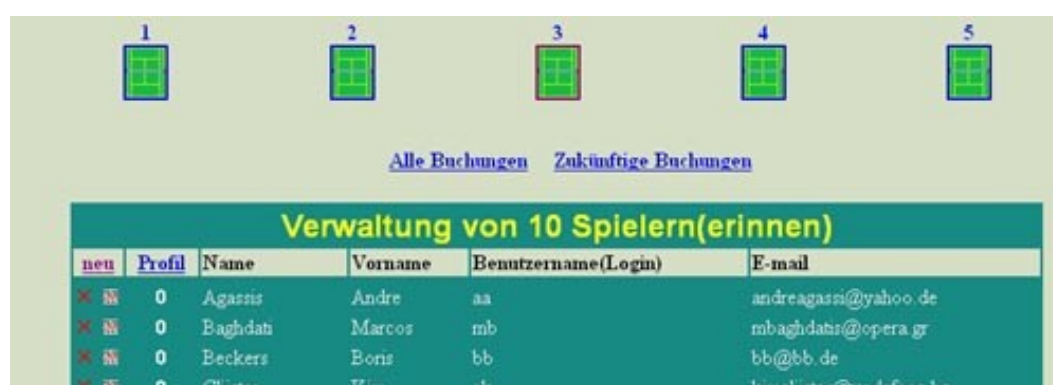 1 2 3 4 5
Alle Buchungen Zukünftige Buchungen
Verwaltung von 10 Spielern(erinnen)
neu Profil Name Vorname Benutzername(Login) E-mail
0 Agassis Andre aa andreagassi@yahoo.de
0 Baghdati Marcos mb mbaghdatis@opera.gr
0 Beckers Boris bb bb@bb.de